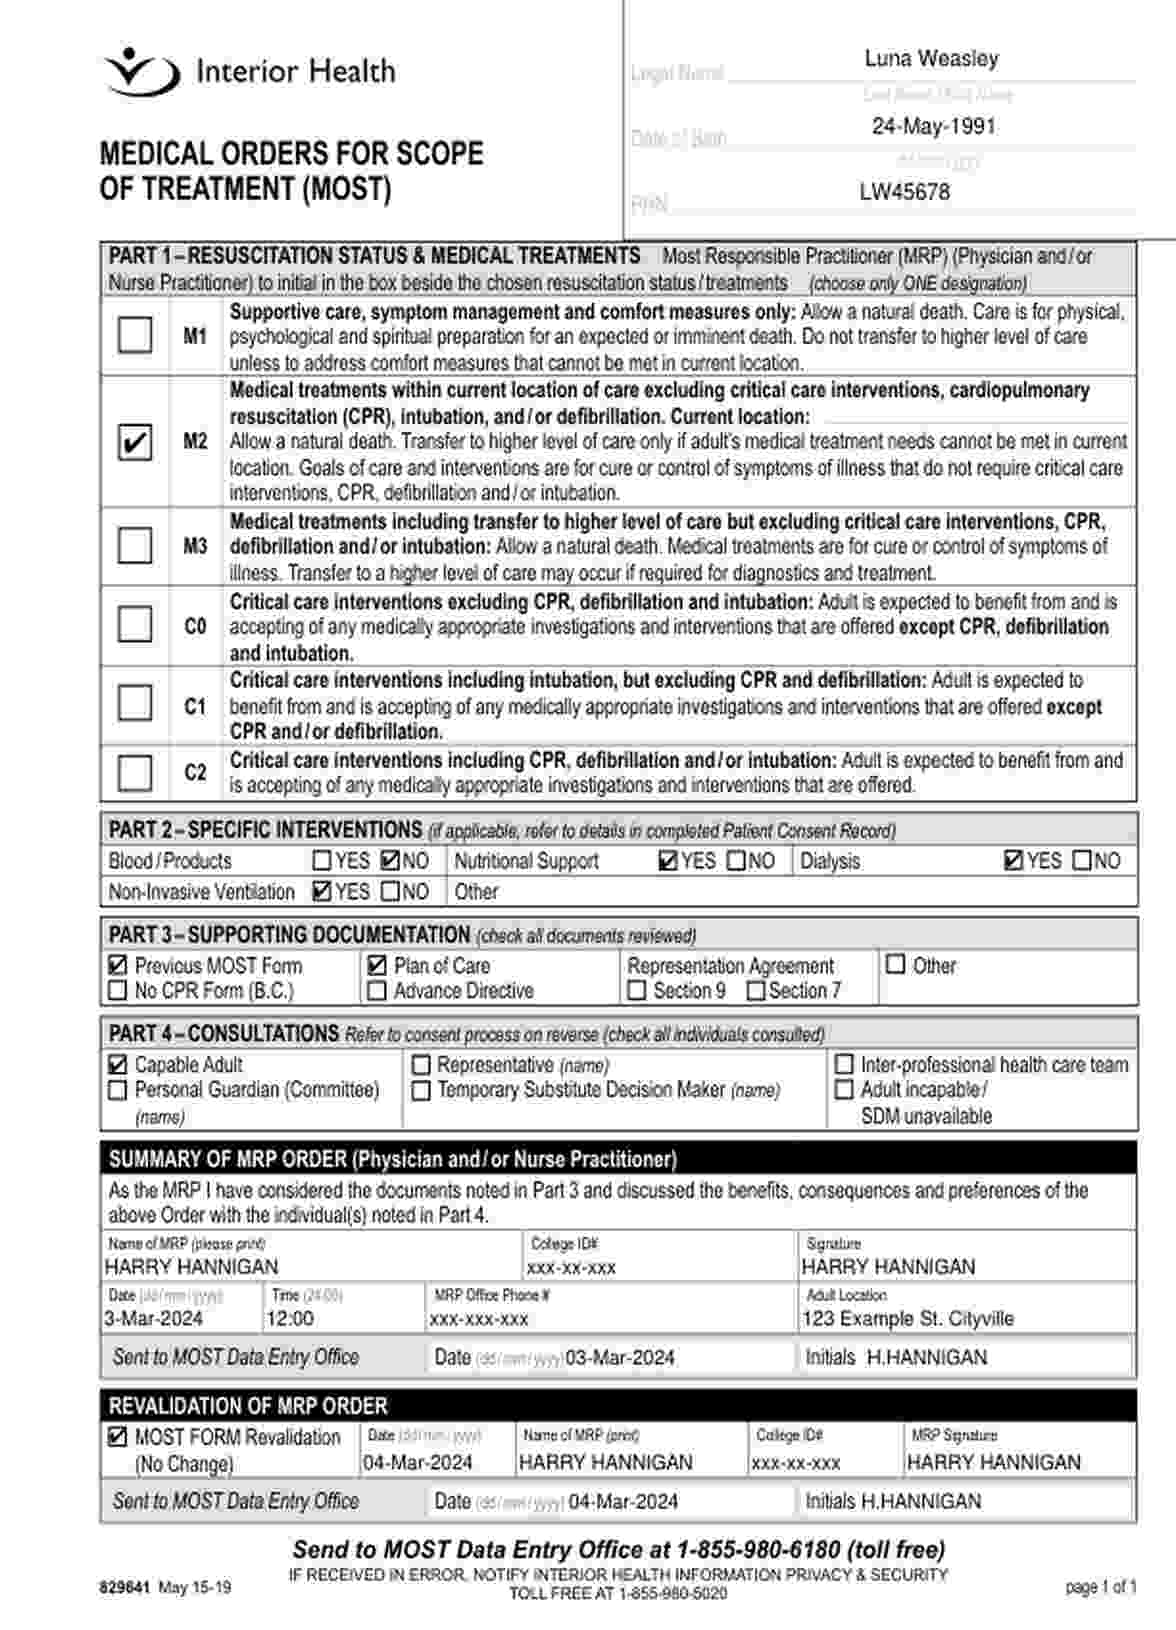 Interior Health
MEDICAL ORDERS FOR SCOPE
OF TREATMENT (MOST)
Legal Name Luna Weasley
Last Name / First Name
Date of Birth 24-May-1991
PHN LW45678
PART 1–RESUSCITATION STATUS & MEDICAL TREATMENTS Most Responsible Practitioner (MRP) (Physician and/or
Nurse Practitioner) to initial in the box beside the chosen resuscitation status/treatments (choose only ONE designation)
M1 Supportive care, symptom management and comfort measures only: Allow a natural death. Care is for physical,
psychological and spiritual preparation for an expected or imminent death. Do not transfer to higher level of care
unless to address comfort measures that cannot be met in current location.
Medical treatments within current location of care excluding critical care interventions, cardiopulmonary
resuscitation (CPR), intubation, and/or defibrillation. Current location:
✔ M2 Allow a natural death. Transfer to higher level of care only if adult's medical treatment needs cannot be met in current
location. Goals of care and interventions are for cure or control of symptoms of illness that do not require critical care
interventions, CPR, defibrillation and/or intubation.
Medical treatments including transfer to higher level of care but excluding critical care interventions, CPR,
M3 defibrillation and/or intubation: Allow a natural death. Medical treatments are for cure or control of symptoms of
illness. Transfer to a higher level of care may occur if required for diagnostics and treatment.
Critical care interventions excluding CPR, defibrillation and intubation: Adult is expected to benefit from and is
C0 accepting of any medically appropriate investigations and interventions that are offered except CPR, defibrillation
and intubation.
Critical care interventions including intubation, but excluding CPR and defibrillation: Adult is expected to
C1 benefit from and is accepting of any medically appropriate investigations and interventions that are offered except
CPR and/or defibrillation.
C2 Critical care interventions including CPR, defibrillation and/or intubation: Adult is expected to benefit from and
is accepting of any medically appropriate investigations and interventions that are offered.
PART 2–SPECIFIC INTERVENTIONS (if applicable, refer to details in completed Patient Consent Record)
Blood/Products ☐ YES ☑ NO Nutritional Support ☑ YES ☐ NO Dialysis ☑ YES ☐ NO
Non-Invasive Ventilation ☑ YES ☐ NO Other
PART 3–SUPPORTING DOCUMENTATION (check all documents reviewed)
☑ Previous MOST Form ☑ Plan of Care Representation Agreement ☐ Other
☐ No CPR Form (B.C.) ☐ Advance Directive ☐ Section 9 ☐ Section 7
PART 4–CONSULTATIONS Refer to consent process on reverse (check all individuals consulted)
☑ Capable Adult ☐ Representative (name) ☐ Inter-professional health care team
☐ Personal Guardian (Committee) ☐ Temporary Substitute Decision Maker (name) ☐ Adult incapable/
(name) SDM unavailable
SUMMARY OF MRP ORDER (Physician and/or Nurse Practitioner)
As the MRP I have considered the documents noted in Part 3 and discussed the benefits, consequences and preferences of the
above Order with the individual(s) noted in Part 4.
Name of MRP (please print) College ID# Signature
HARRY HANNIGAN xxx-xx-xxx HARRY HANNIGAN
Date (dd/mm/yyyy) Time (24:00) MRP Office Phone # Adult Location
3-Mar-2024 12:00 xxx-xxx-xxx 123 Example St. Cityville
Sent to MOST Data Entry Office Date (dd/mm/yyyy) 03-Mar-2024 Initials H.HANNIGAN
REVALIDATION OF MRP ORDER
☑ MOST FORM Revalidation Date (dd/mm/yyyy) Name of MRP (print) College ID# MRP Signature
(No Change) 04-Mar-2024 HARRY HANNIGAN xxx-xx-xxx HARRY HANNIGAN
Sent to MOST Data Entry Office Date (dd/mm/yyyy) 04-Mar-2024 Initials H.HANNIGAN
Send to MOST Data Entry Office at 1-855-980-6180 (toll free)
IF RECEIVED IN ERROR, NOTIFY INTERIOR HEALTH INFORMATION PRIVACY & SECURITY
829641 May 15-19 TOLL FREE AT 1-855-980-5020 page 1 of 1